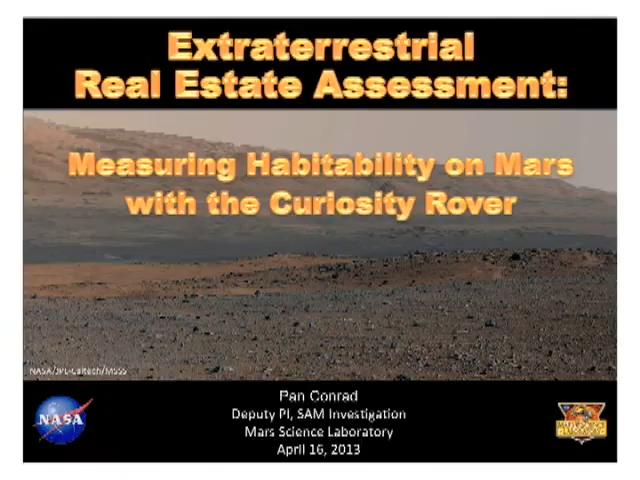 Extraterrestrial
Real Estate Assessment:
Measuring Habitability on Mars
with the Curiosity Rover
NASA/JPL-Caltech/MSSS
Pan Conrad
Deputy PI, SAM Investigation
Mars Science Laboratory
April 16, 2013
NASA